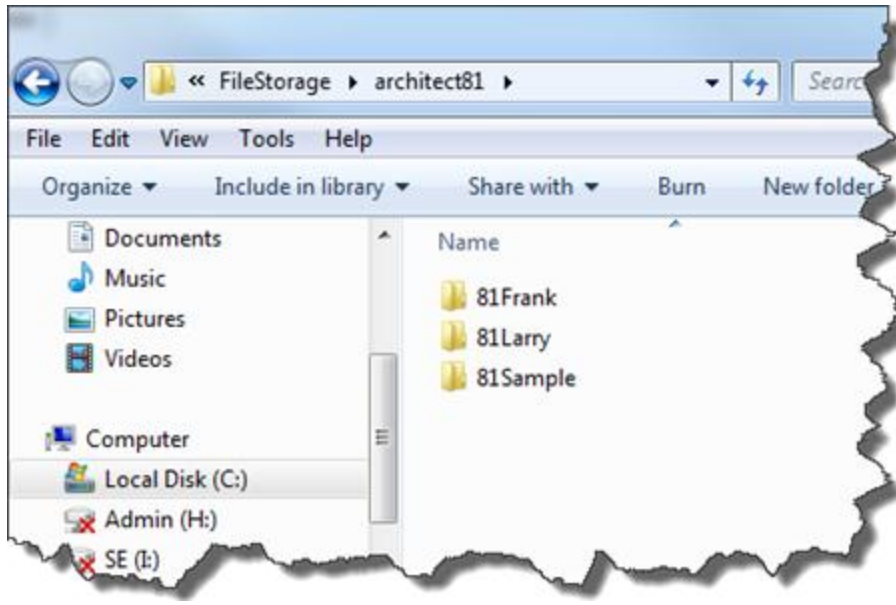 « FileStorage ▸ architect81 ▸
File Edit View Tools Help
Organize ▾ Include in library ▾ Share with ▾ Burn New folder
Documents
Music
Pictures
Videos
Computer
Local Disk (C:)
Admin (H:)
SE (I:)
Name
81Frank
81Larry
81Sample